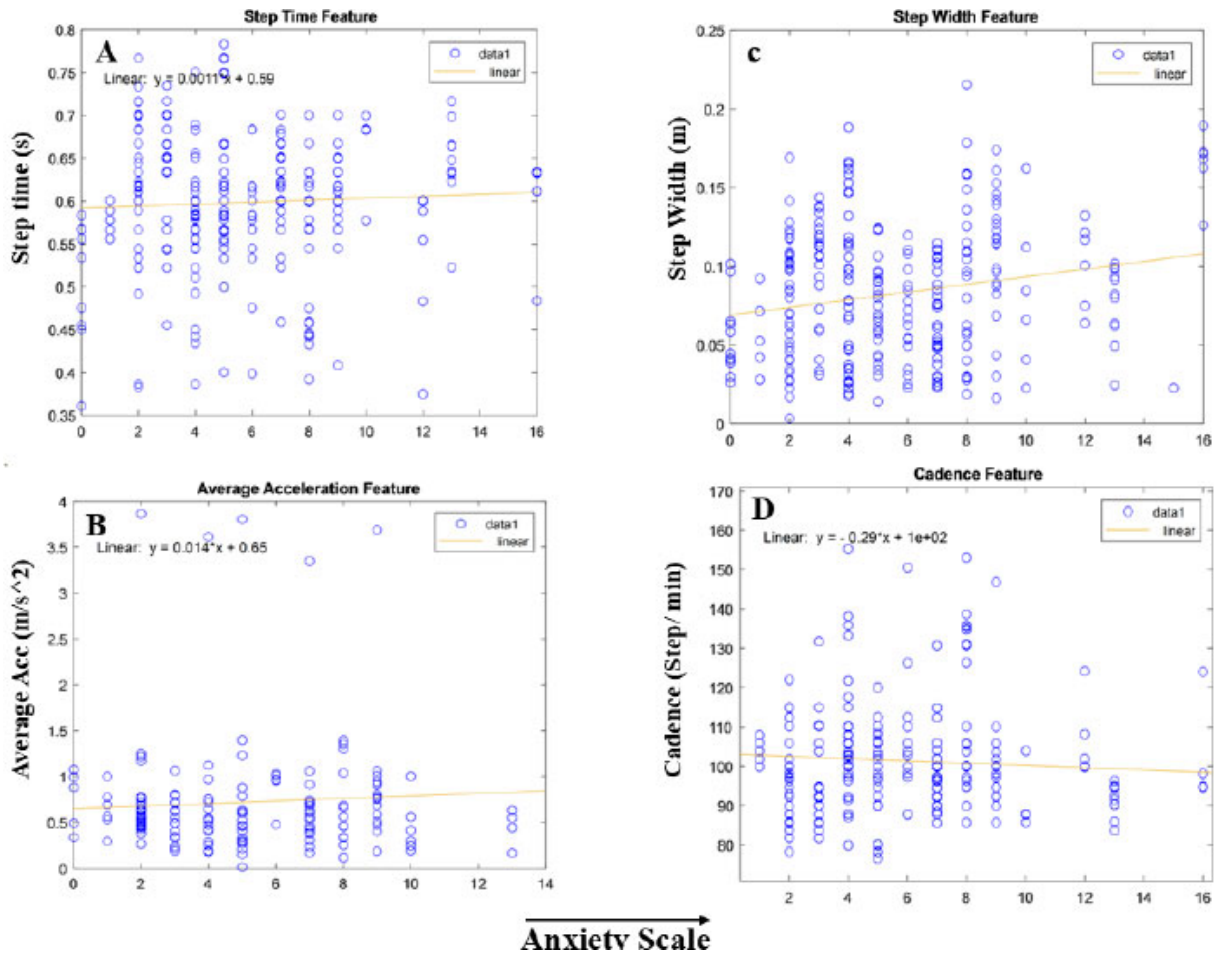 Step Time Feature
A
data1
linear
Linear: y = 0.0011*x + 0.59
Step time (s)
0.8
0.75
0.7
0.65
0.6
0.55
0.5
0.45
0.4
0.35
0 2 4 6 8 10 12 14 16
Step Width Feature
c
data1
linear
Step Width (m)
0.25
0.2
0.15
0.10
0.05
0
0 2 4 6 8 10 12 14 16
Average Acceleration Feature
B
data1
linear
Linear: y = 0.014*x + 0.65
Average Acc (m/s^2)
4
3.5
3
2.5
2
1.5
1
0.5
0
0 2 4 6 8 10 12 14
Cadence Feature
D
data1
linear
Linear: y = - 0.29*x + 1e+02
Cadence (Step/ min)
170
160
150
140
130
120
110
100
90
80
2 4 6 8 10 12 14 16
Anxiety Scale